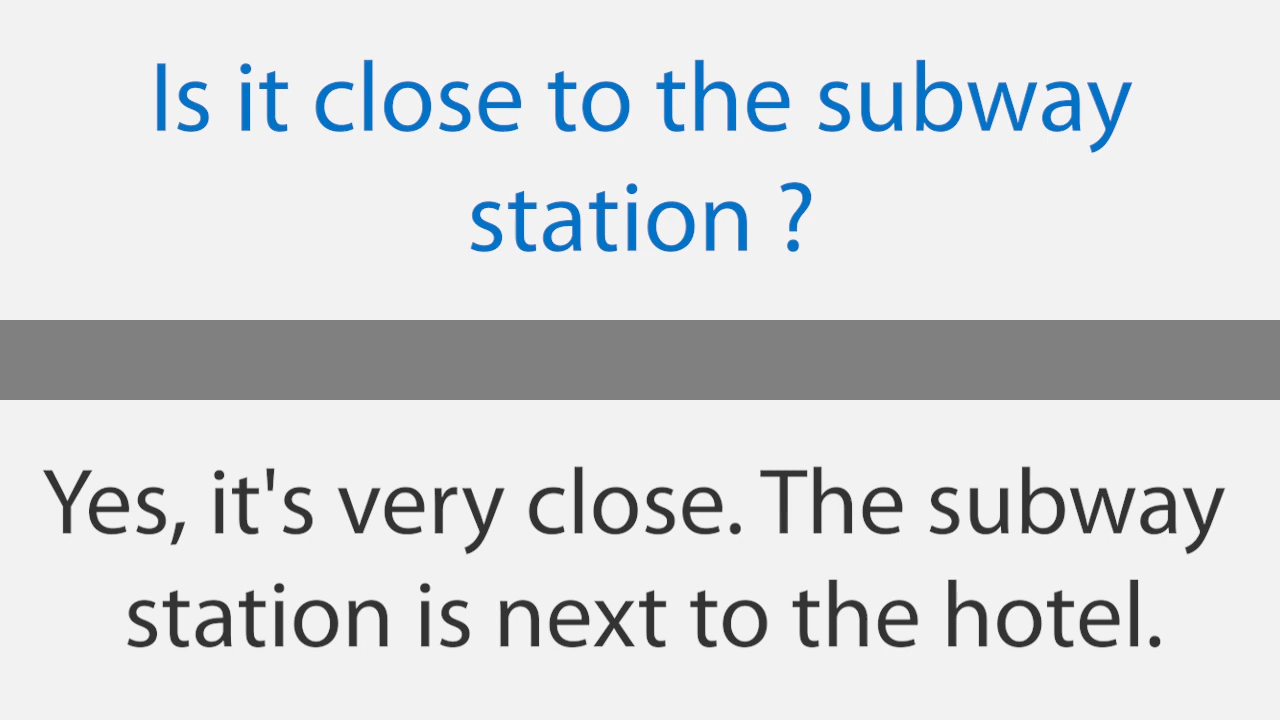 Is it close to the subway
station ?
Yes, it's very close. The subway
station is next to the hotel.